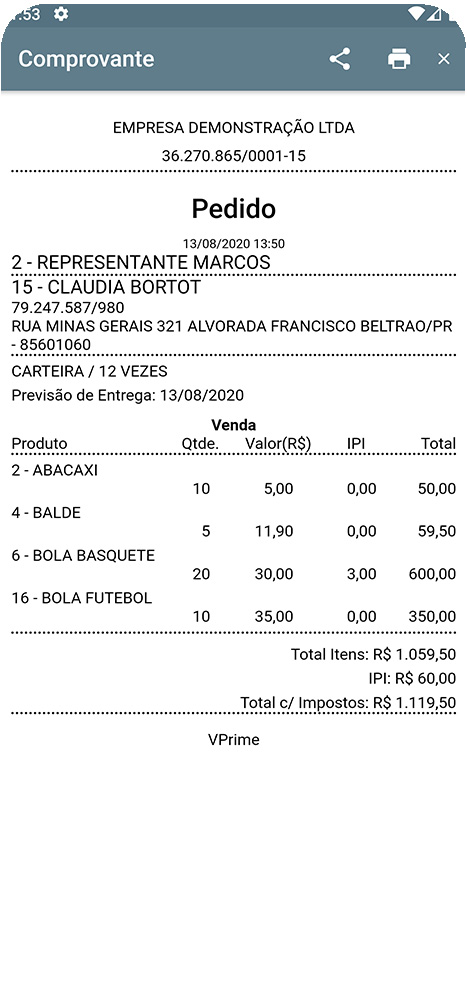 :53
Comprovante
EMPRESA DEMONSTRAÇÃO LTDA
36.270.865/0001-15
Pedido
13/08/2020 13:50
2 - REPRESENTANTE MARCOS
15 - CLAUDIA BORTOT
79.247.587/980
RUA MINAS GERAIS 321 ALVORADA FRANCISCO BELTRAO/PR
- 85601060
CARTEIRA / 12 VEZES
Previsão de Entrega: 13/08/2020
Venda
Produto Qtde. Valor(R$) IPI Total
2 - ABACAXI
10 5,00 0,00 50,00
4 - BALDE
5 11,90 0,00 59,50
6 - BOLA BASQUETE
20 30,00 3,00 600,00
16 - BOLA FUTEBOL
10 35,00 0,00 350,00
Total Itens: R$ 1.059,50
IPI: R$ 60,00
Total c/ Impostos: R$ 1.119,50
VPrime